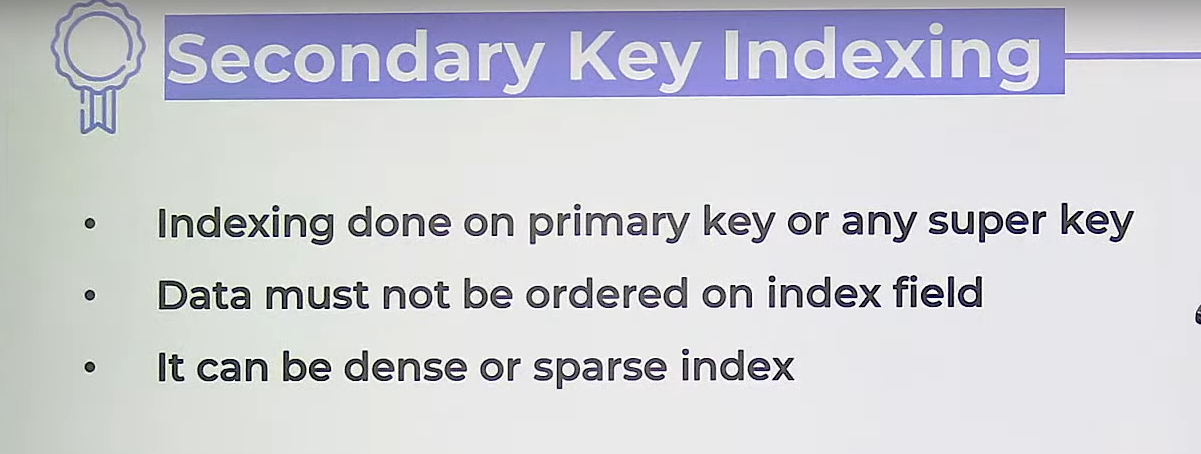 Secondary Key Indexing
• Indexing done on primary key or any super key
• Data must not be ordered on index field
• It can be dense or sparse index